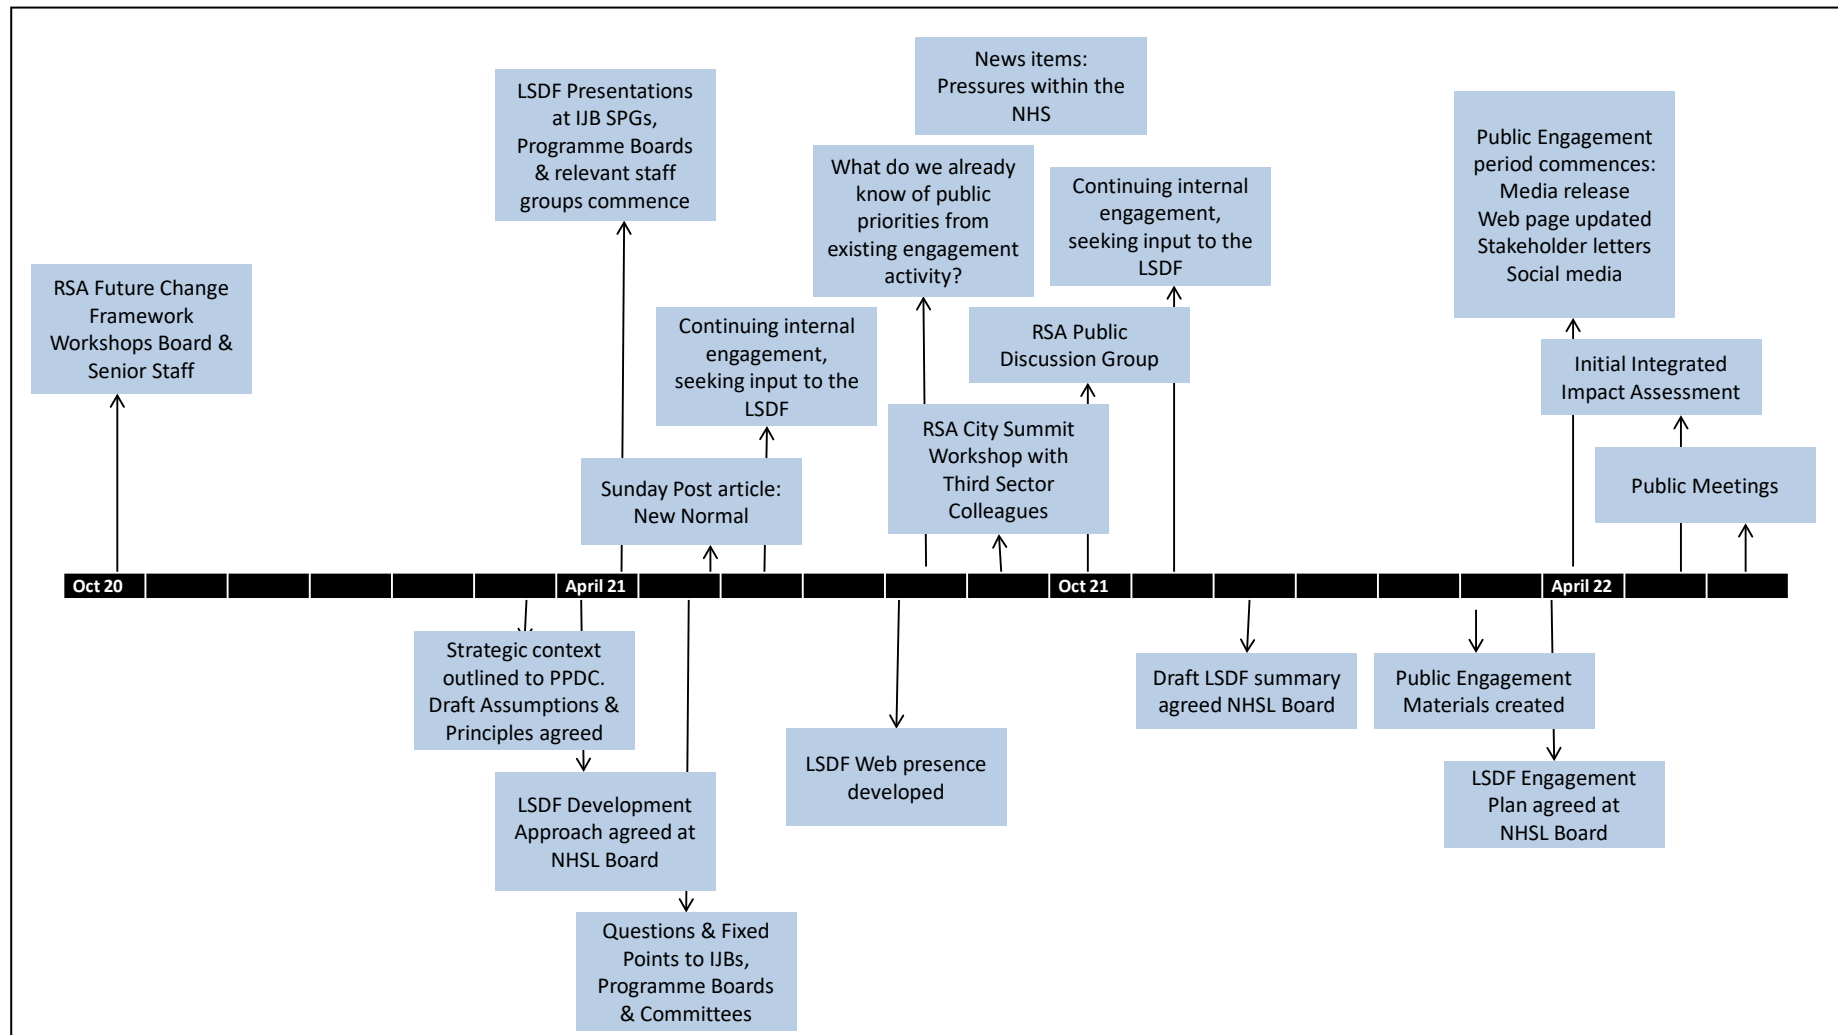 News items:
Pressures within the
NHS
LSDF Presentations
at IJB SPGs,
Programme Boards
& relevant staff
groups commence
Public Engagement
period commences:
Media release
Web page updated
Stakeholder letters
Social media
What do we already
know of public
priorities from
existing engagement
activity?
Continuing internal
engagement,
seeking input to the
LSDF
RSA Future Change
Framework
Workshops Board &
Senior Staff
Continuing internal
engagement,
seeking input to the
LSDF
RSA Public
Discussion Group
Initial Integrated
Impact Assessment
RSA City Summit
Workshop with
Third Sector
Colleagues
Sunday Post article:
New Normal
Public Meetings
Oct 20
April 21
Oct 21
April 22
Strategic context
outlined to PPDC.
Draft Assumptions &
Principles agreed
Draft LSDF summary
agreed NHSL Board
Public Engagement
Materials created
LSDF Web presence
developed
LSDF Development
Approach agreed at
NHSL Board
LSDF Engagement
Plan agreed at
NHSL Board
Questions & Fixed
Points to IJBs,
Programme Boards
& Committees